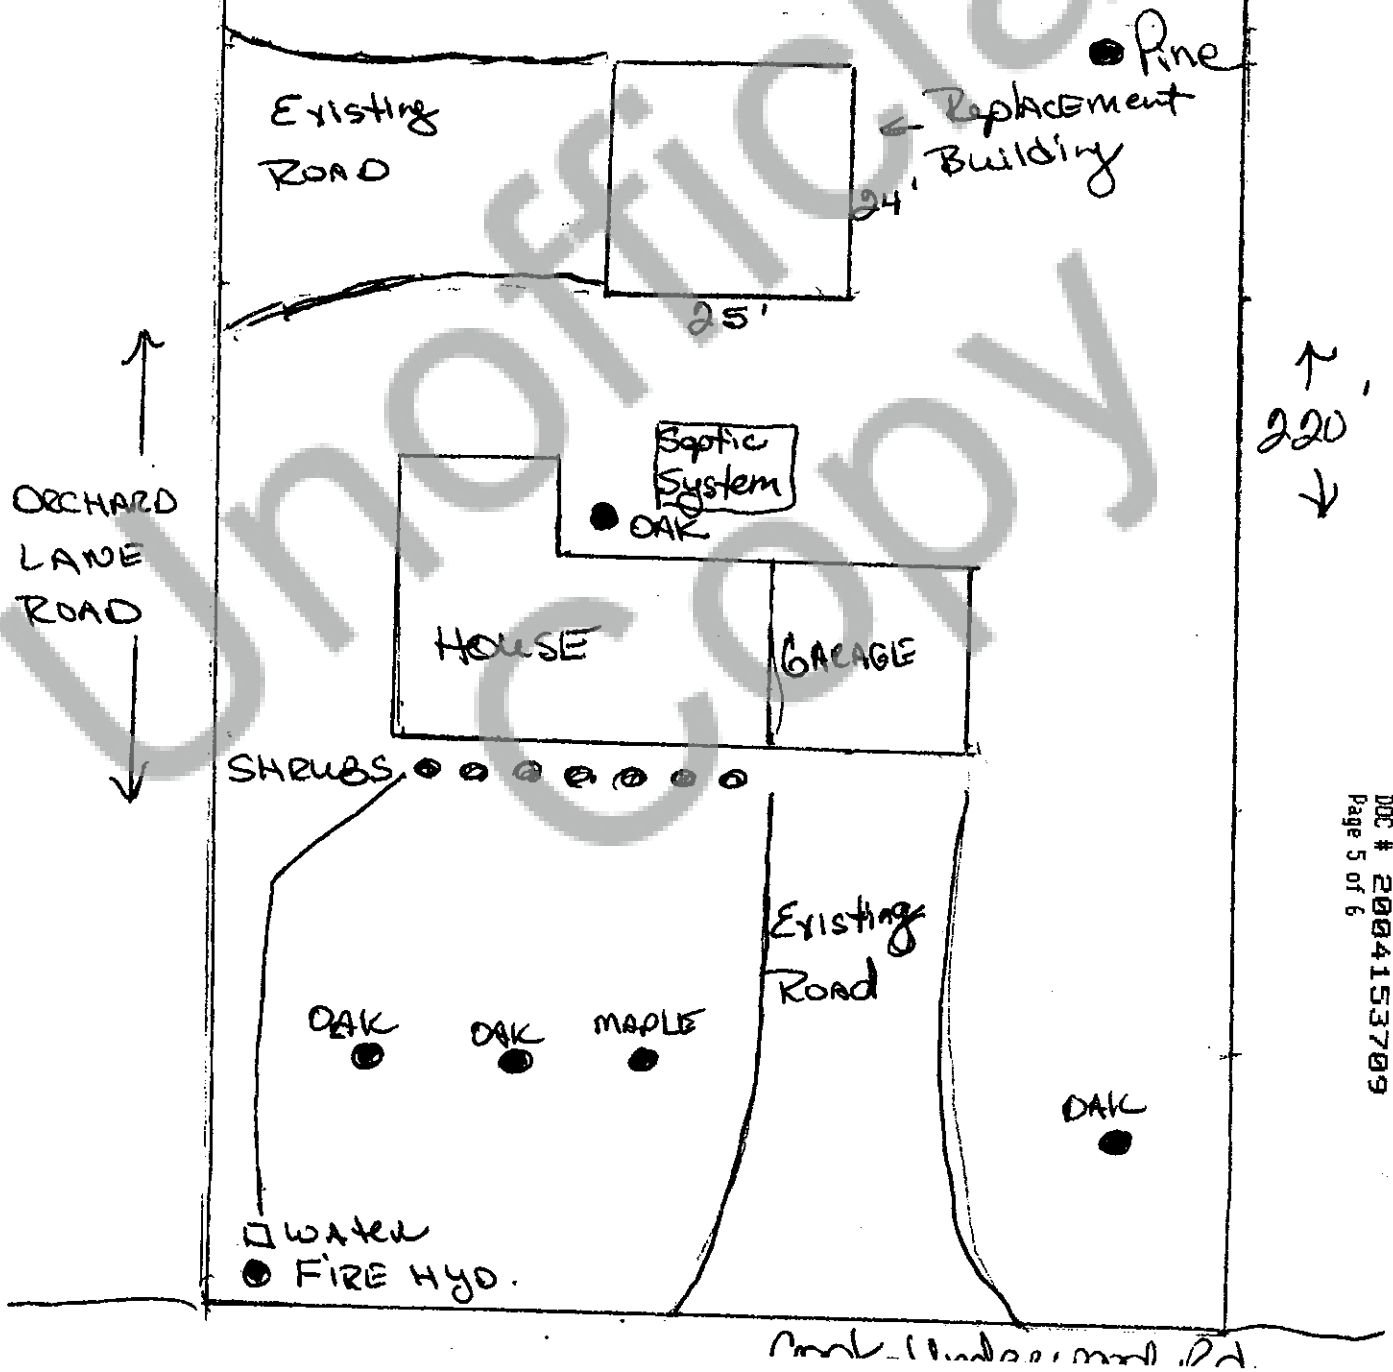 Pine
Existing
ROAD
Replacement
Building
24'
25'
220'
Septic
System
OAK
ORCHARD
LANE
ROAD
HOUSE
GARAGE
SHRUBS
Existing
Road
OAK
OAK
MAPLE
OAK
WATER
FIRE HYD.
Rd.
DOC # 2004153709
Page 5 of 6
Unofficial
Copy